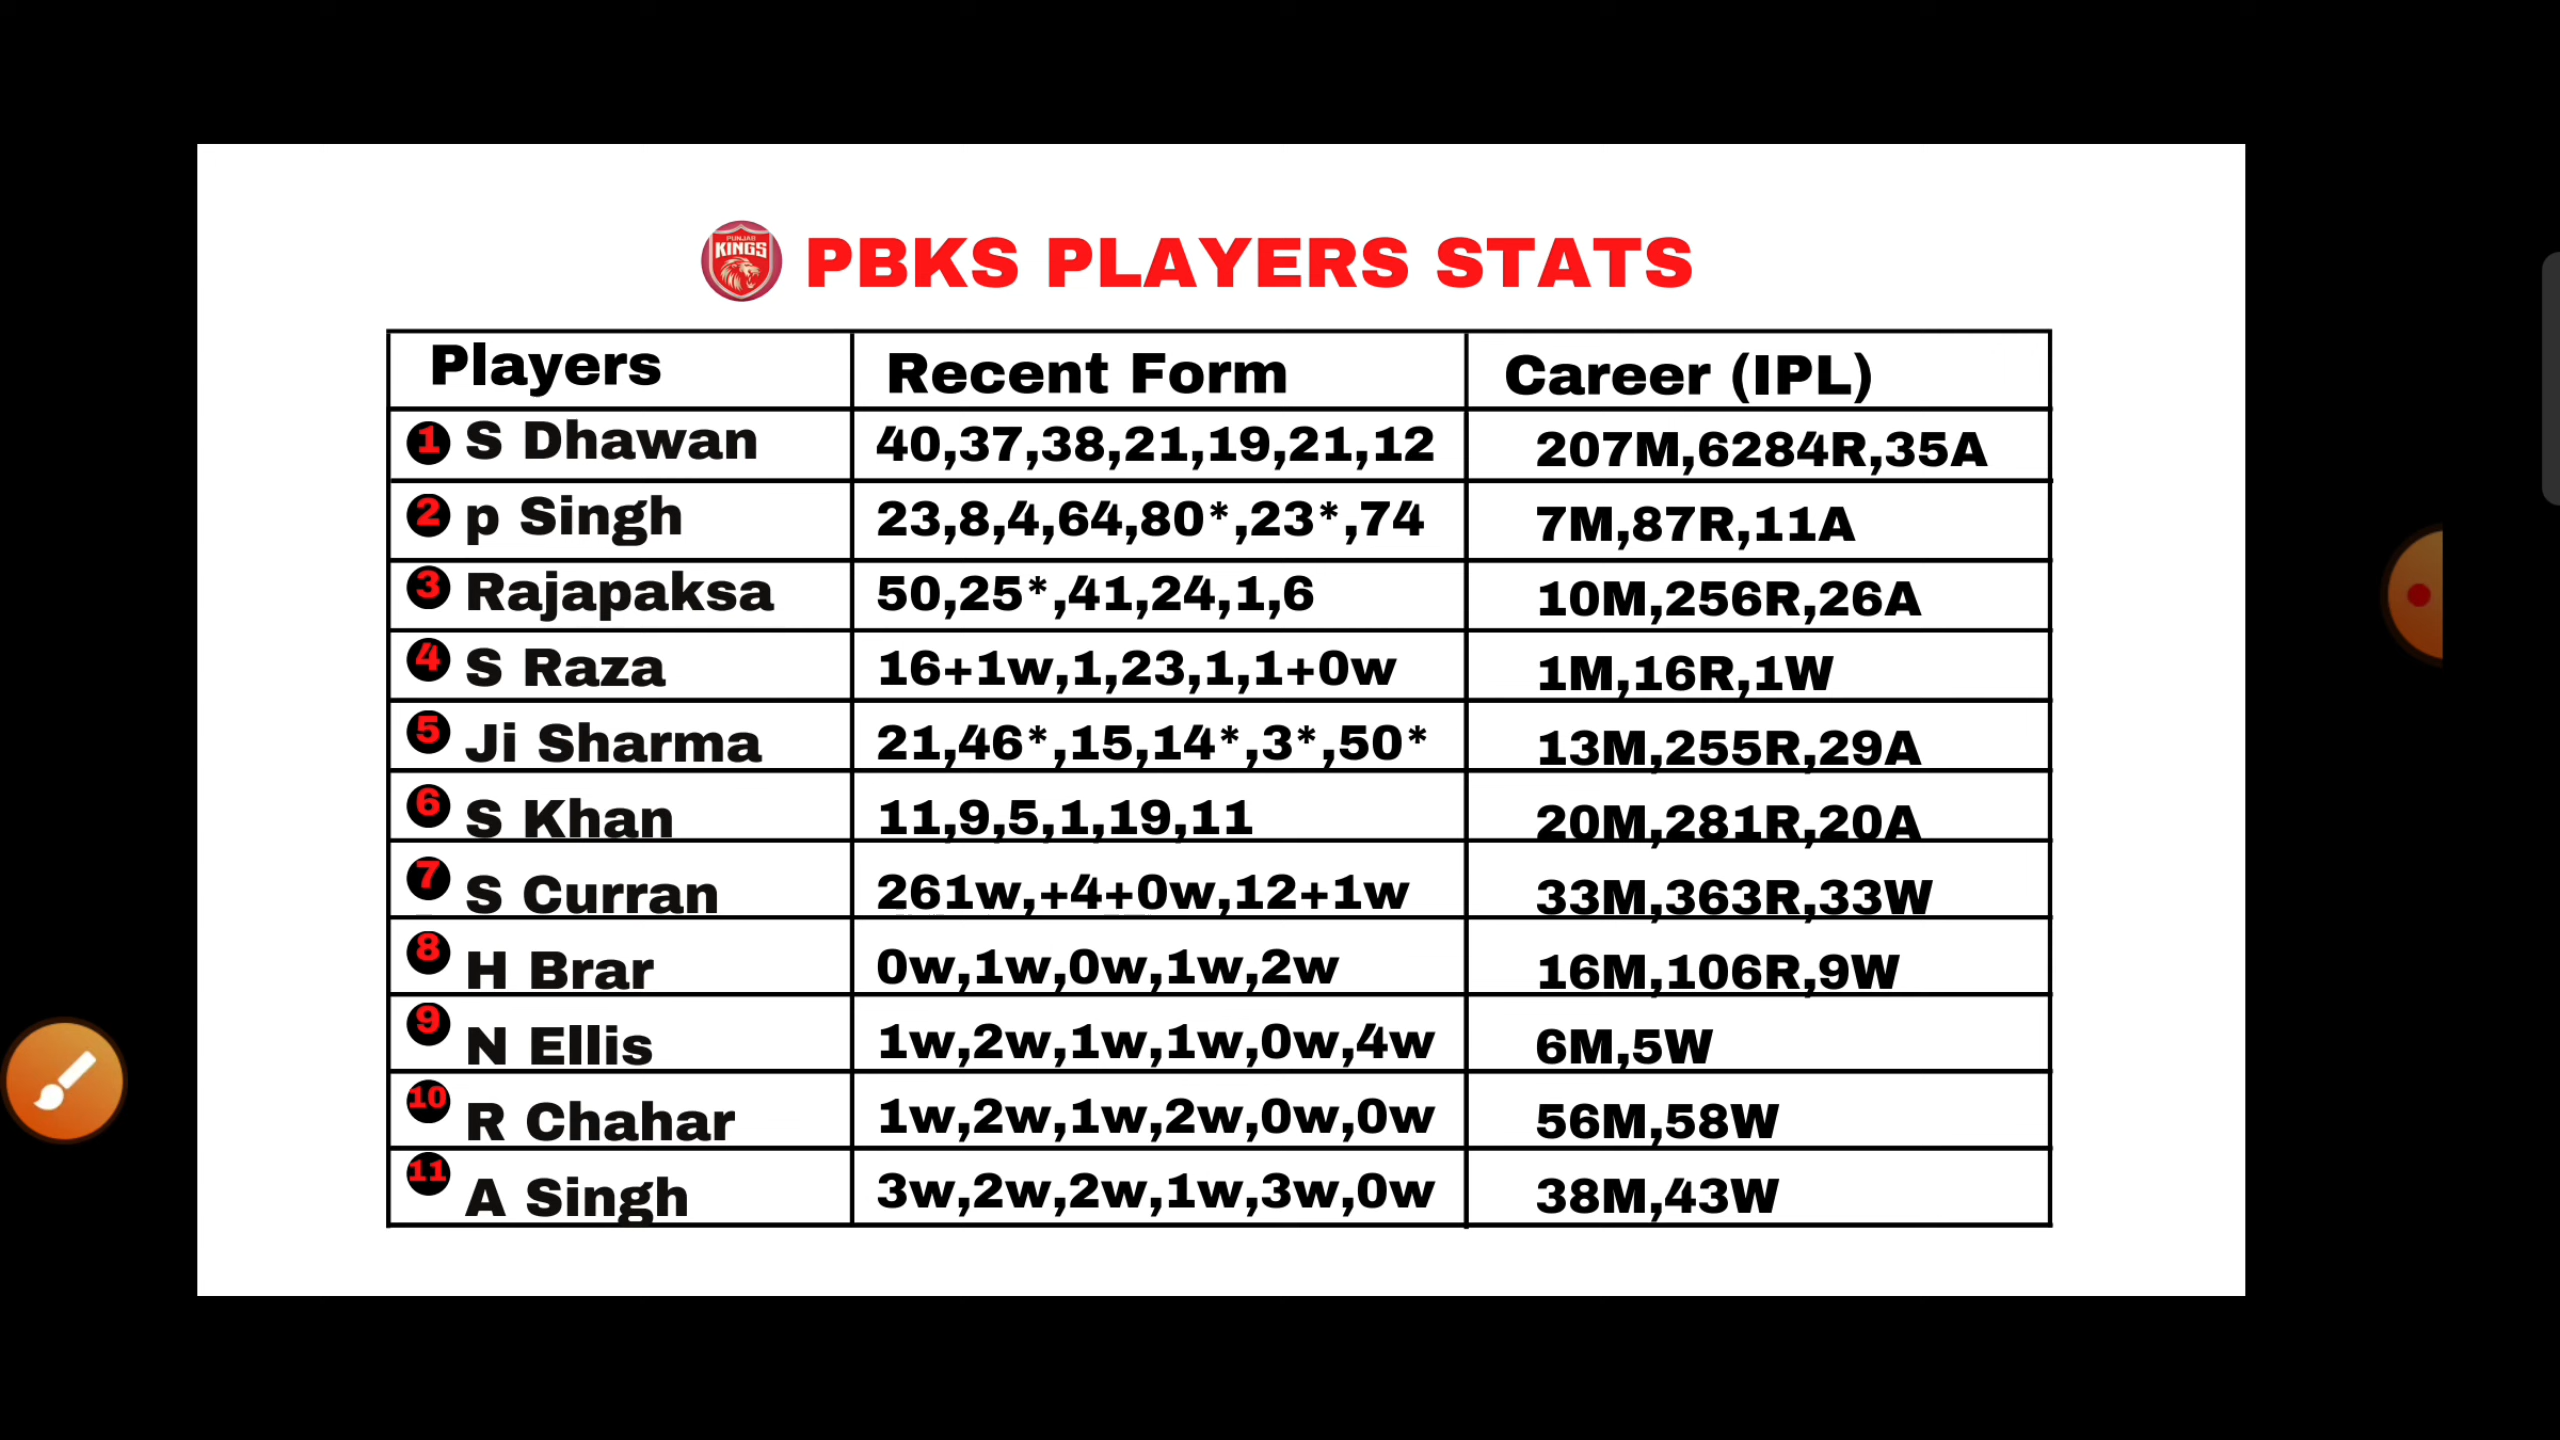 PUNJAB
KINGS
PBKS PLAYERS STATS
Players Recent Form Career (IPL)
1 S Dhawan 40,37,38,21,19,21,12 207M,6284R,35A
2 p Singh 23,8,4,64,80*,23*,74 7M,87R,11A
3 Rajapaksa 50,25*,41,24,1,6 10M,256R,26A
4 S Raza 16+1w,1,23,1,1+0w 1M,16R,1W
5 Ji Sharma 21,46*,15,14*,3*,50* 13M,255R,29A
6 S Khan 11,9,5,1,19,11 20M,281R,20A
7 S Curran 261w,+4+0w,12+1w 33M,363R,33W
8 H Brar 0w,1w,0w,1w,2w 16M,106R,9W
9 N Ellis 1w,2w,1w,1w,0w,4w 6M,5W
10 R Chahar 1w,2w,1w,2w,0w,0w 56M,58W
11 A Singh 3w,2w,2w,1w,3w,0w 38M,43W